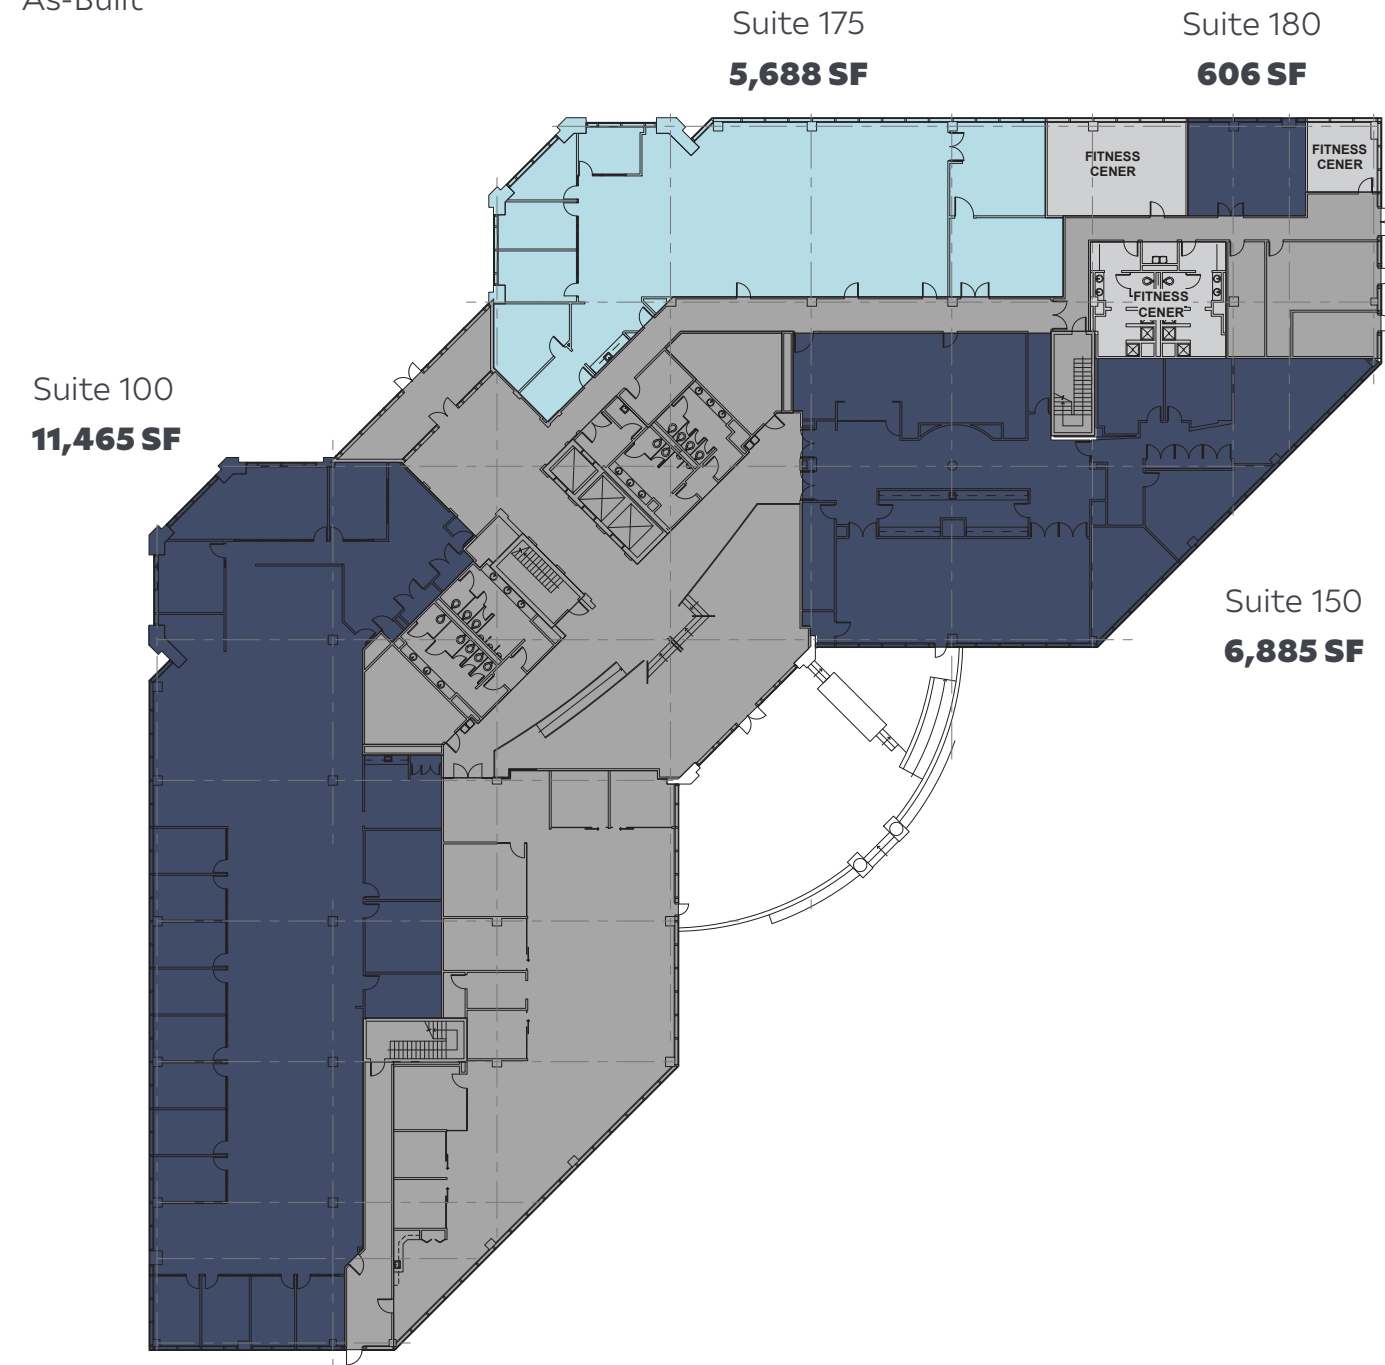 As-Built
Suite 175
5,688 SF
Suite 180
606 SF
FITNESS
CENER
FITNESS
CENER
FITNESS
CENER
Suite 100
11,465 SF
Suite 150
6,885 SF